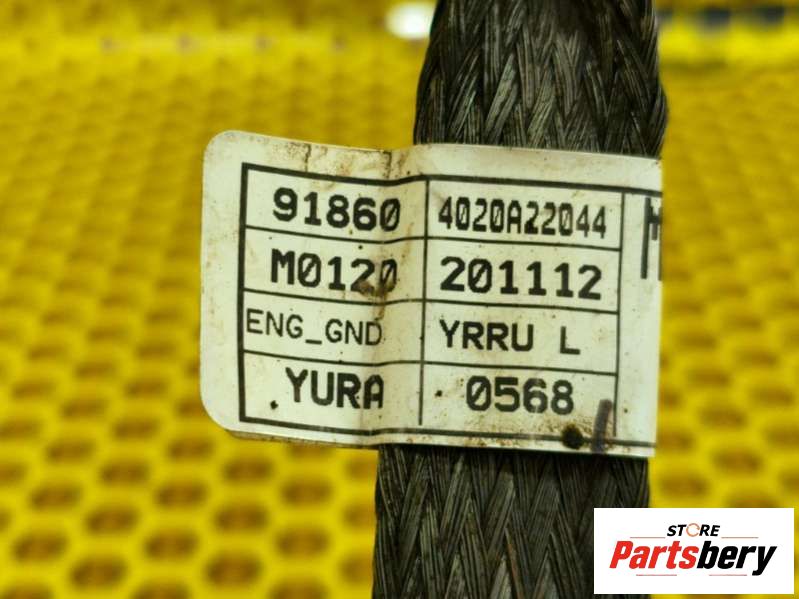 91860 4020A22044
M0120 201112
ENG_GND YRRU L
YURA 0568
STORE
Partsbery